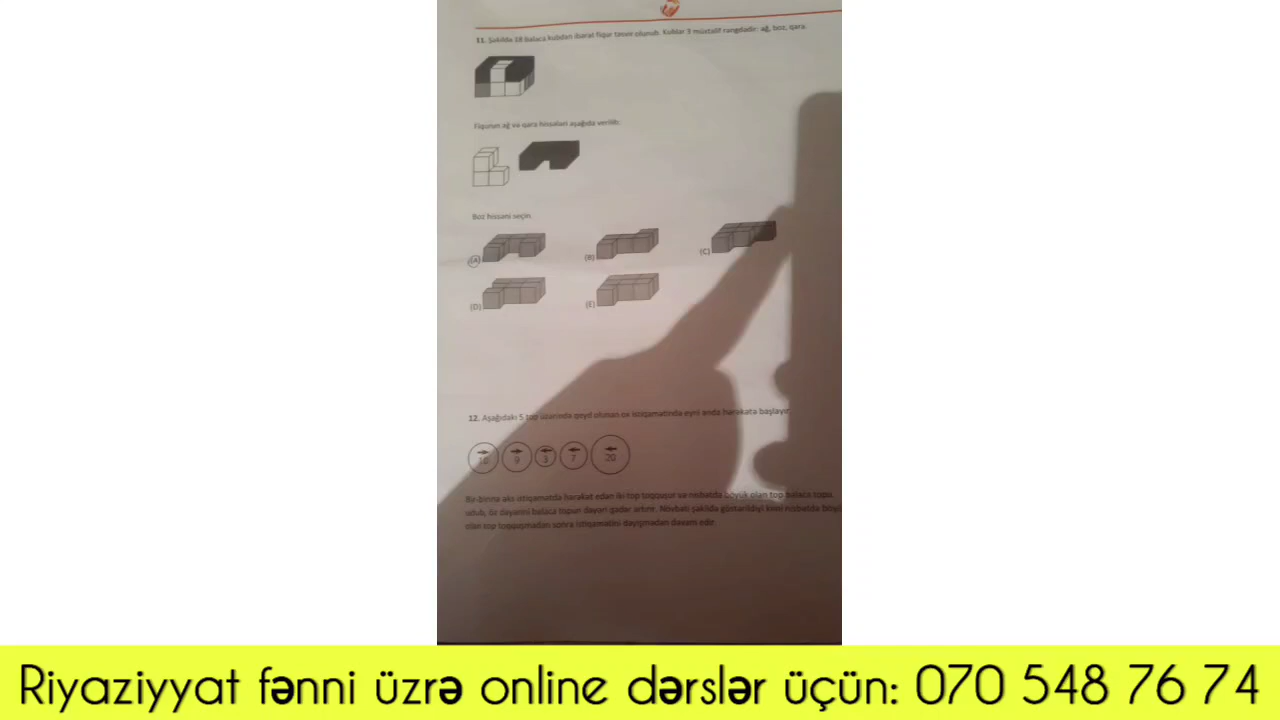 11. Şəkildə 18 balaca kubdan ibarət fiqur təsvir olunub. Kublar 3 müxtəlif rəngdədir: ağ, boz, qara.
Fiqurun ağ və qara hissələri aşağıda verilib:
Boz hissəni seçin.
(A) (B) (C)
(D) (E)
12. Aşağıdakı 5 top üzərində qeyd olunan ox istiqamətində eyni anda hərəkətə başlayır.
10 9 3 7 20
Bir-birinə əks istiqamətdə hərəkət edən iki top toqquşur və nisbətdə böyük olan top balaca topu
udub, öz dəyərini balaca topun dəyəri qədər artırır. Növbəti şəkildə göstərildiyi kimi nisbətdə böyü
olan top toqquşmadan sonra istiqamətini dəyişmədən davam edir.
Riyaziyyat fənni üzrə online dərslər üçün: 070 548 76 74